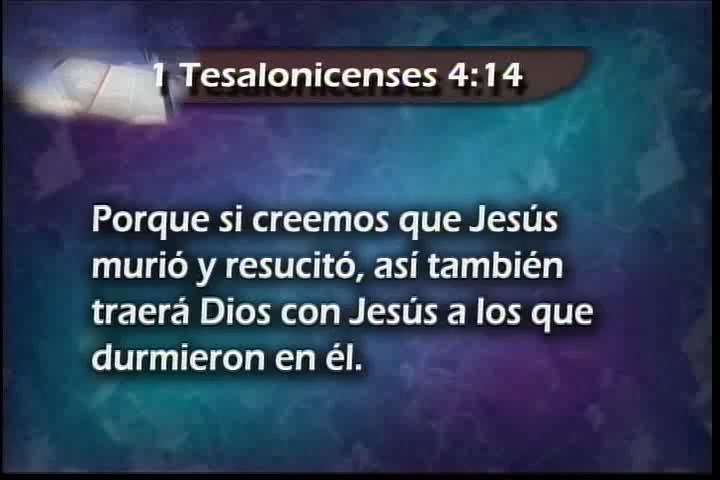 1 Tesalonicenses 4:14
Porque si creemos que Jesús
murió y resucitó, así también
traerá Dios con Jesús a los que
durmieron en él.